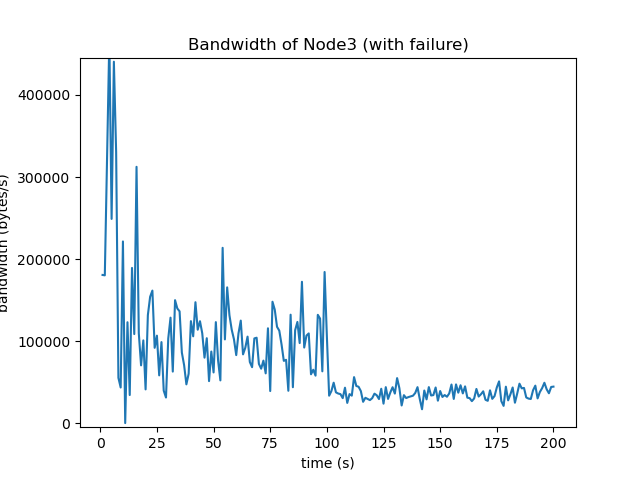 Bandwidth of Node3 (with failure)
400000
300000
200000
100000
0
bandwidth (bytes/s)
0 25 50 75 100 125 150 175 200
time (s)